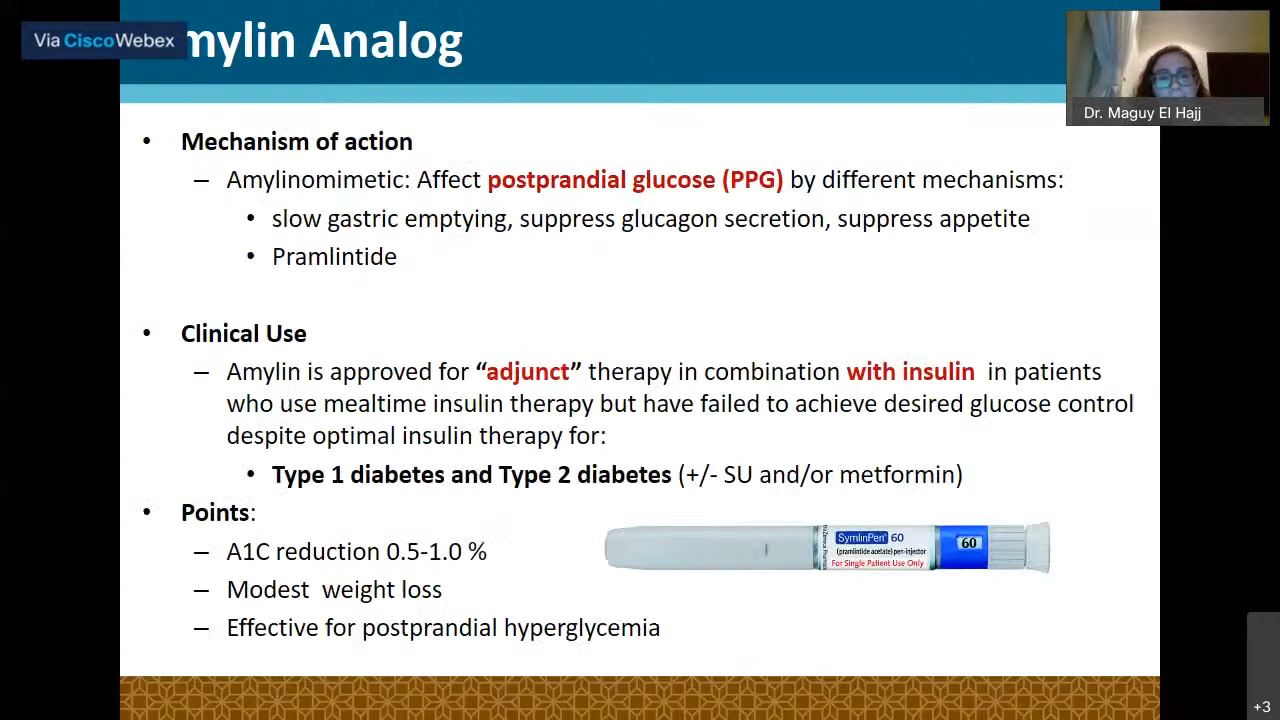 Via CiscoWebex
mylin Analog
Dr. Maguy El Hajj
• Mechanism of action
– Amylinomimetic: Affect postprandial glucose (PPG) by different mechanisms:
• slow gastric emptying, suppress glucagon secretion, suppress appetite
• Pramlintide
• Clinical Use
– Amylin is approved for “adjunct” therapy in combination with insulin in patients
who use mealtime insulin therapy but have failed to achieve desired glucose control
despite optimal insulin therapy for:
• Type 1 diabetes and Type 2 diabetes (+/- SU and/or metformin)
• Points:
– A1C reduction 0.5-1.0 %
– Modest weight loss
– Effective for postprandial hyperglycemia
SymlinPen 60
(pramlintide acetate) pen-injector
For Single Patient Use Only
60
+3